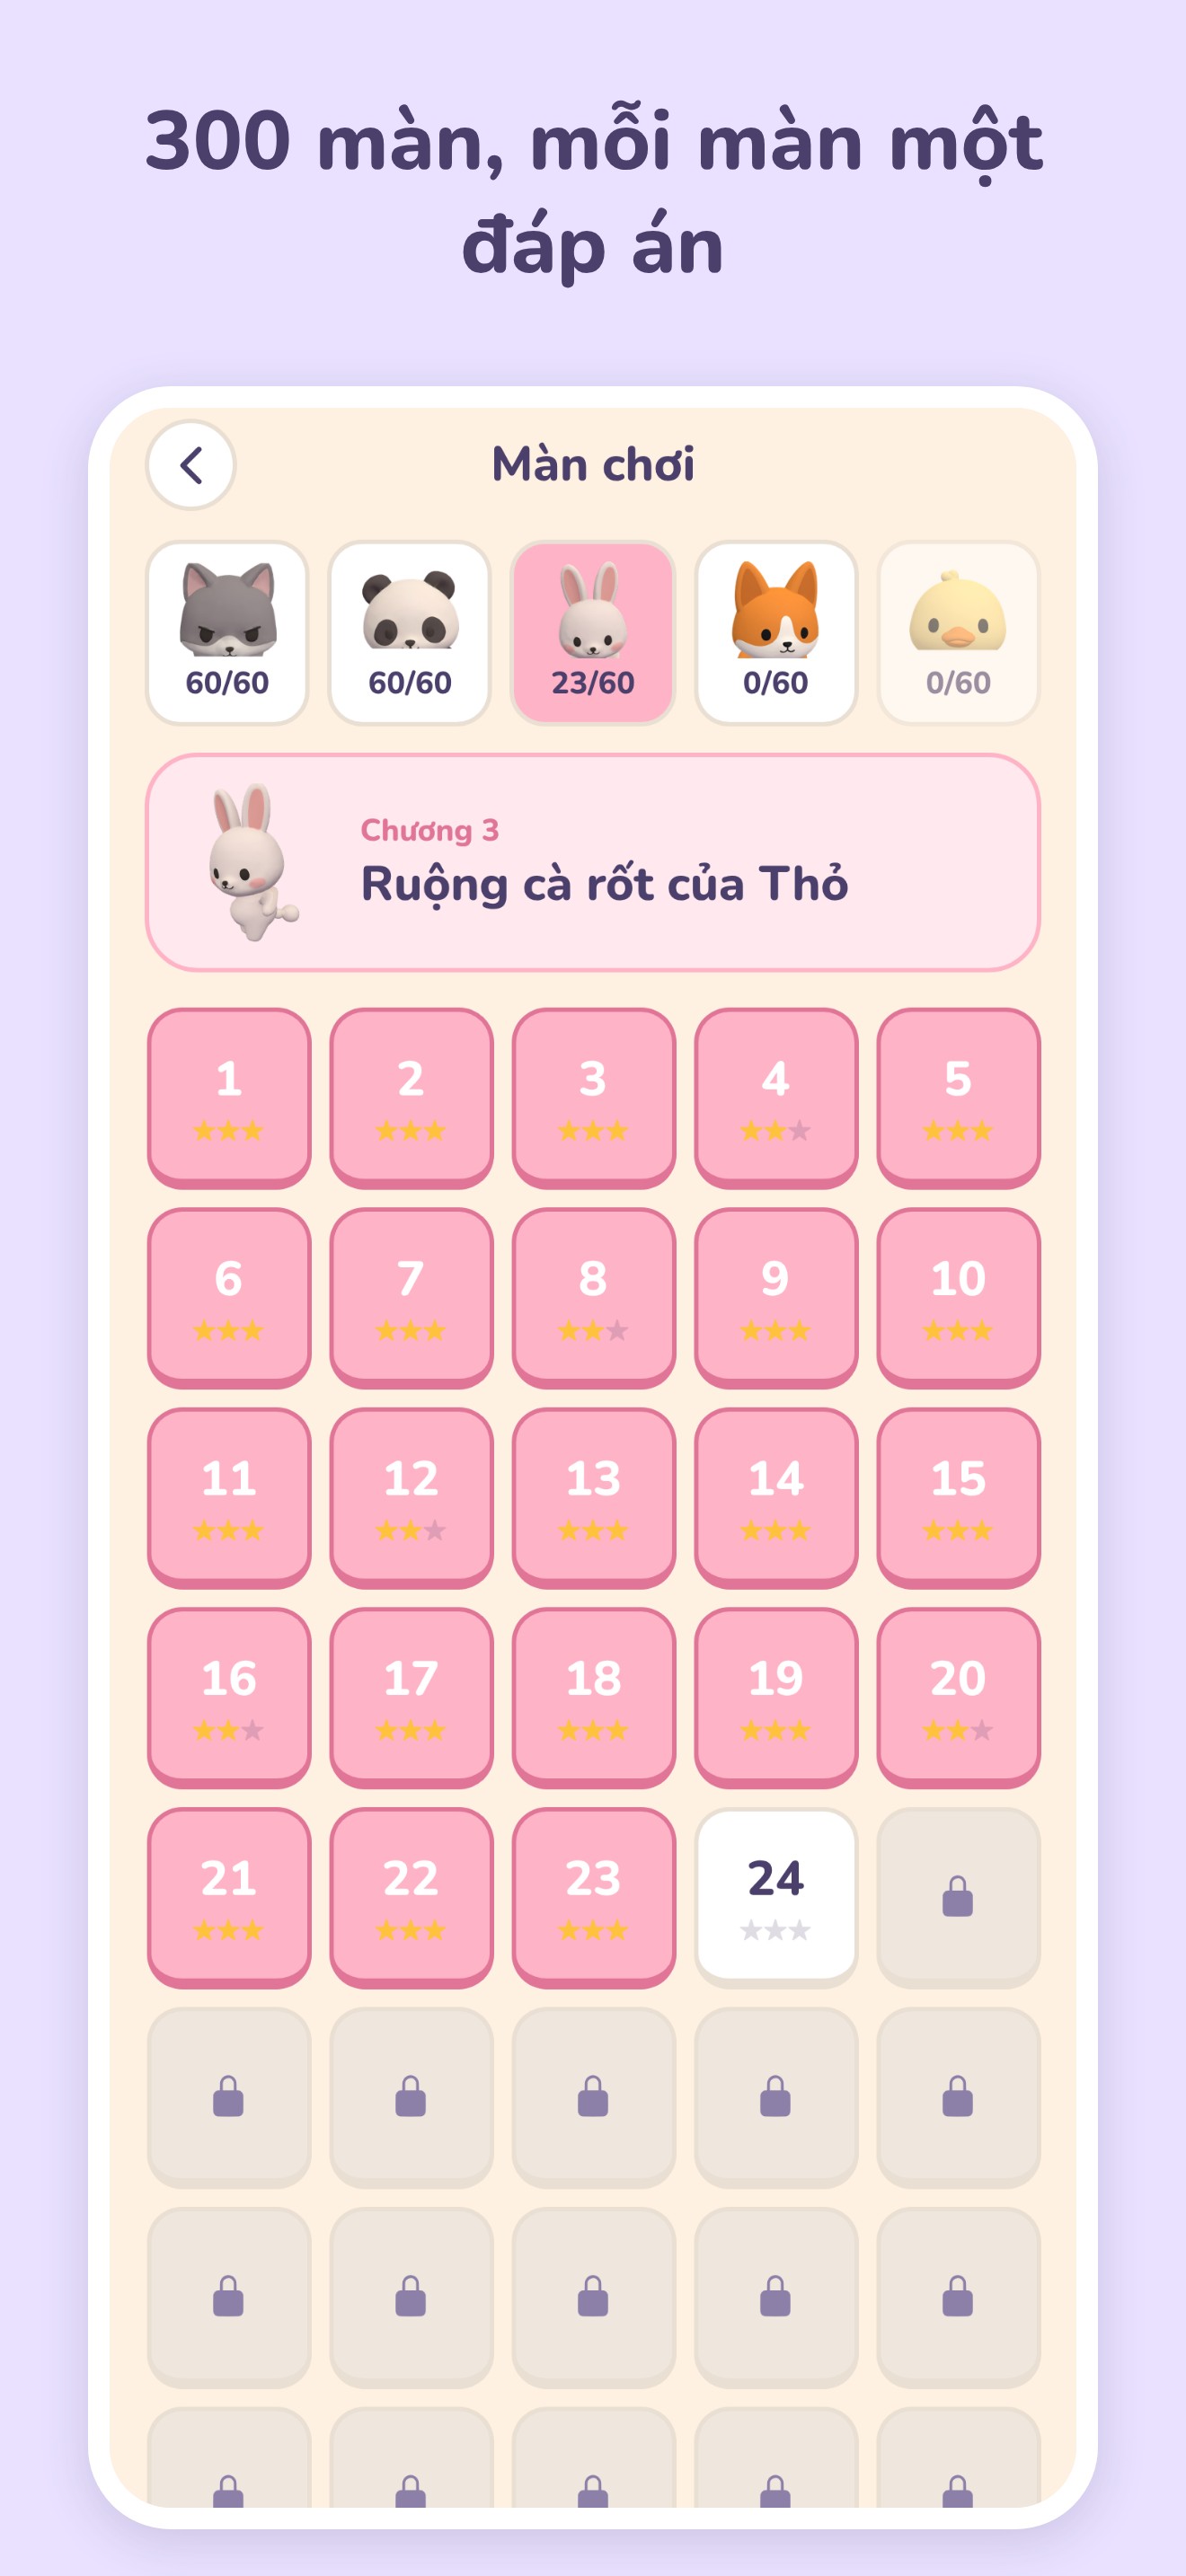 300 màn, mỗi màn một
đáp án
Màn chơi
60/60 60/60 23/60 0/60 0/60
Chương 3
Ruộng cà rốt của Thỏ
1 2 3 4 5
6 7 8 9 10
11 12 13 14 15
16 17 18 19 20
21 22 23 24